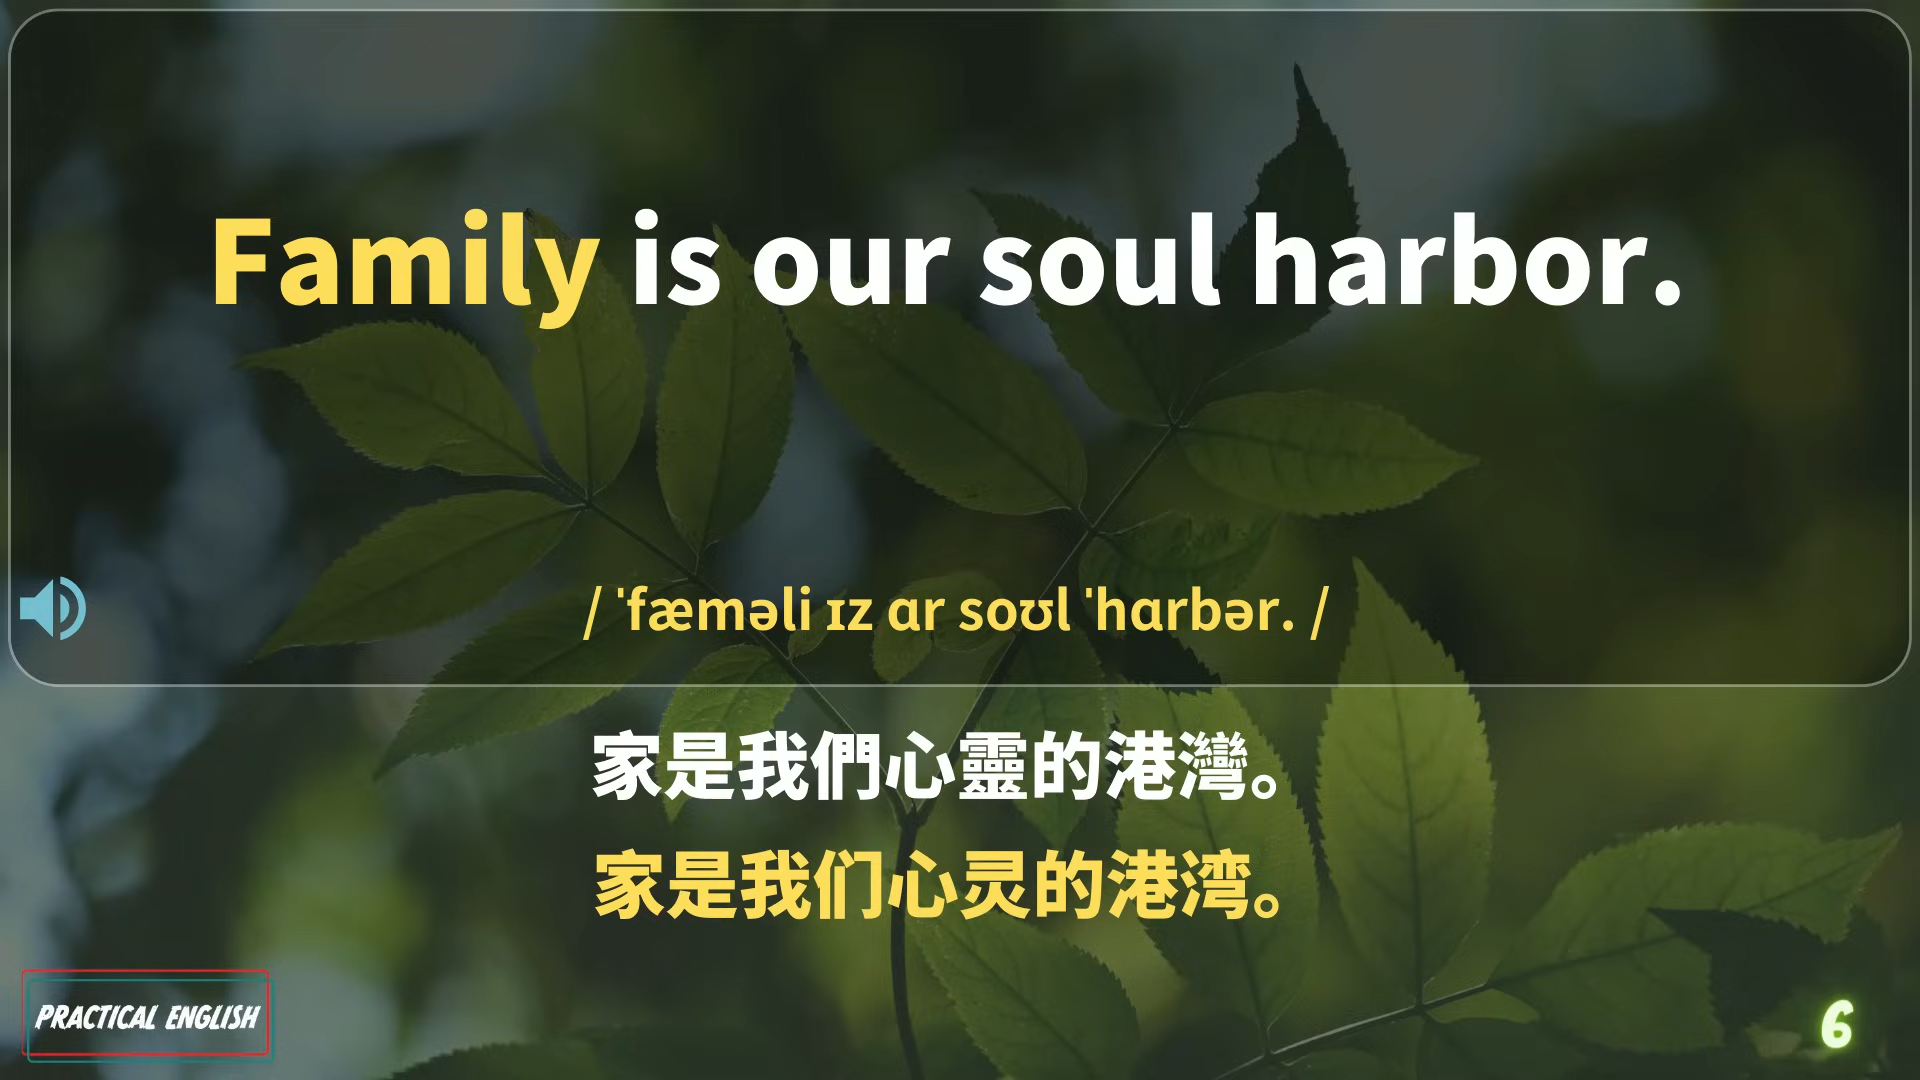 Family is our soul harbor.
/ ˈfæməli ɪz ɑr soʊl ˈhɑrbər. /
家是我們心靈的港灣。
家是我们心灵的港湾。
PRACTICAL ENGLISH
6